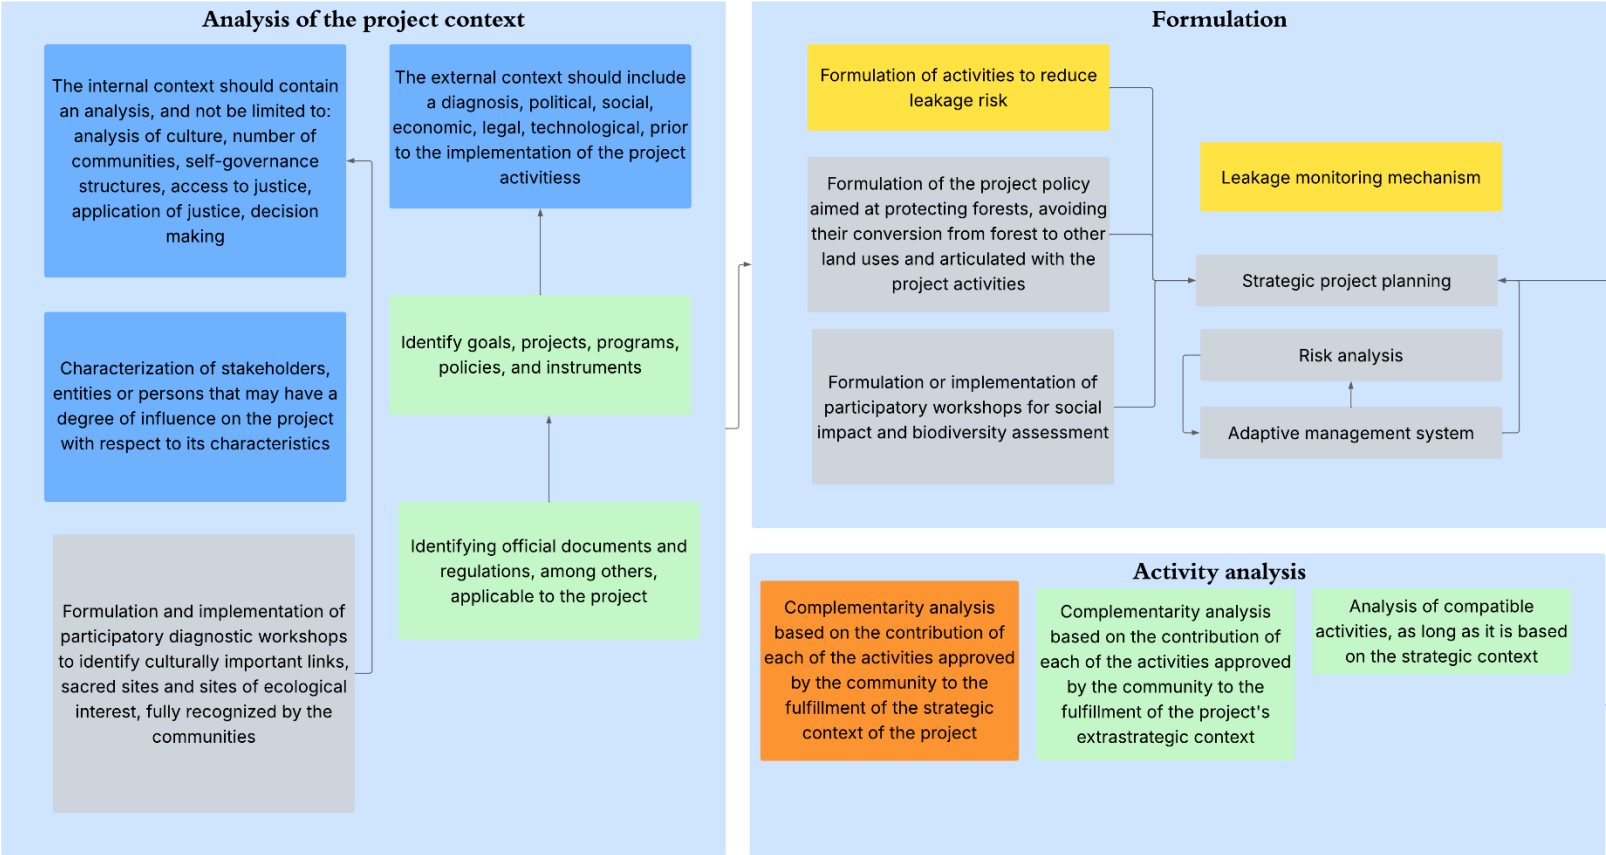 Analysis of the project context
The internal context should contain
an analysis, and not be limited to:
analysis of culture, number of
communities, self-governance
structures, access to justice,
application of justice, decision
making
The external context should include
a diagnosis, political, social,
economic, legal, technological, prior
to the implementation of the project
activitiess
Characterization of stakeholders,
entities or persons that may have a
degree of influence on the project
with respect to its characteristics
Identify goals, projects, programs,
policies, and instruments
Formulation and implementation of
participatory diagnostic workshops
to identify culturally important links,
sacred sites and sites of ecological
interest, fully recognized by the
communities
Identifying official documents and
regulations, among others,
applicable to the project
Formulation
Formulation of activities to reduce
leakage risk
Formulation of the project policy
aimed at protecting forests, avoiding
their conversion from forest to other
land uses and articulated with the
project activities
Formulation or implementation of
participatory workshops for social
impact and biodiversity assessment
Leakage monitoring mechanism
Strategic project planning
Risk analysis
Adaptive management system
Activity analysis
Complementarity analysis
based on the contribution of
each of the activities approved
by the community to the
fulfillment of the strategic
context of the project
Complementarity analysis
based on the contribution of
each of the activities approved
by the community to the
fulfillment of the project's
extrastrategic context
Analysis of compatible
activities, as long as it is based
on the strategic context